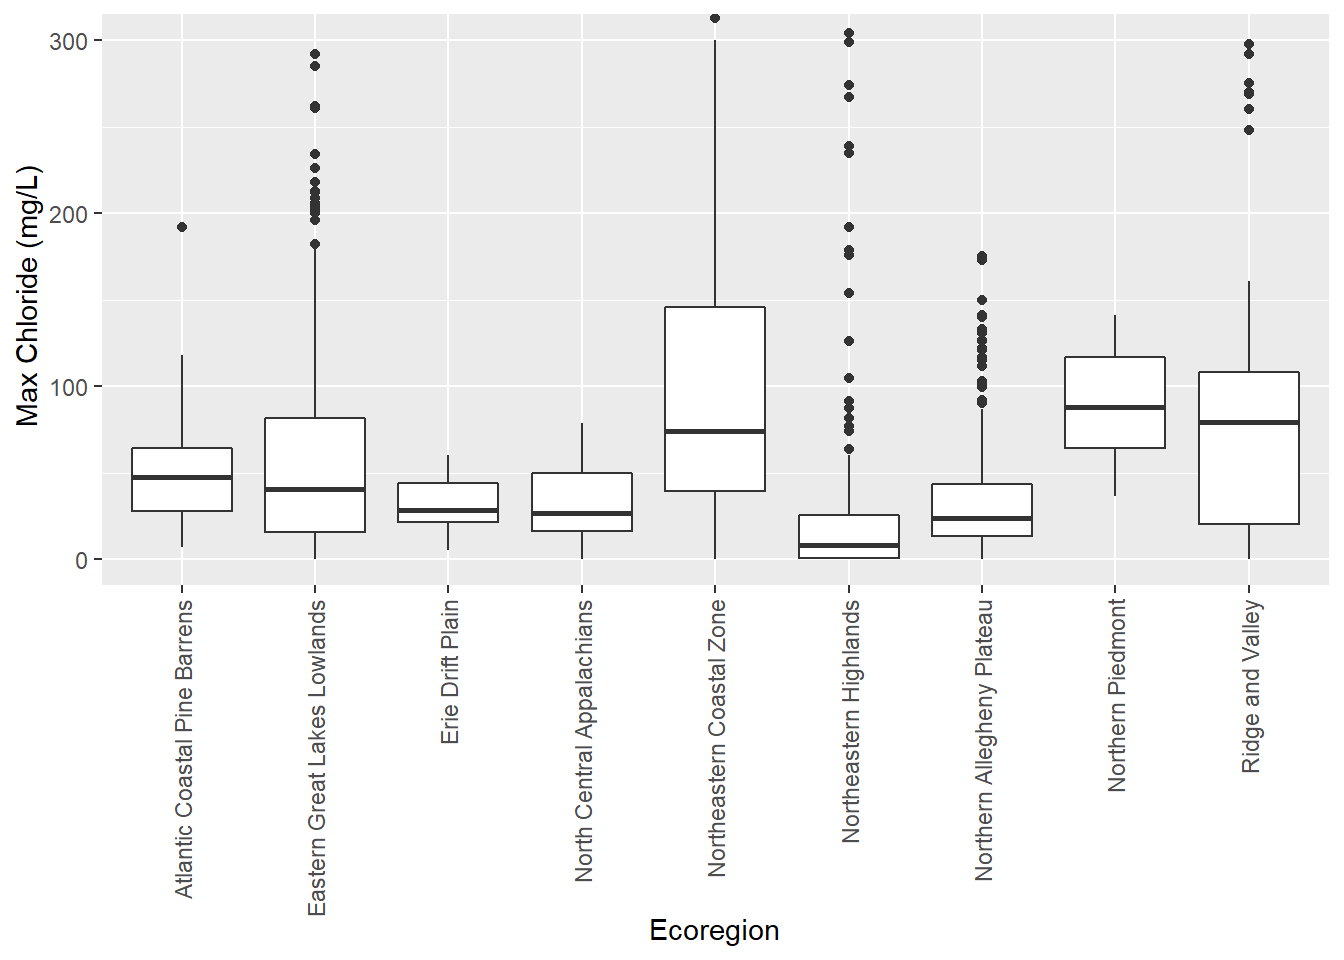 Max Chloride (mg/L)
300
200
100
0
Atlantic Coastal Pine Barrens
Eastern Great Lakes Lowlands
Erie Drift Plain
North Central Appalachians
Northeastern Coastal Zone
Northeastern Highlands
Northern Allegheny Plateau
Northern Piedmont
Ridge and Valley
Ecoregion